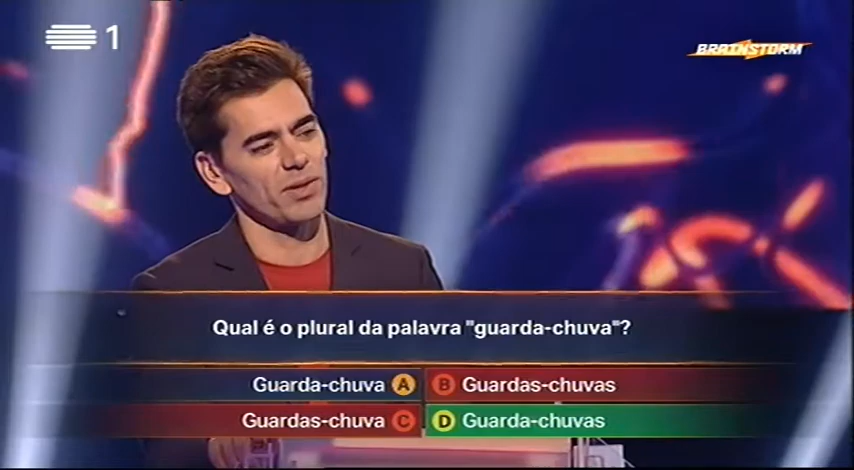 1
BRAINSTORM
Qual é o plural da palavra "guarda-chuva"?
Guarda-chuva A
B Guardas-chuvas
Guardas-chuva C
D Guarda-chuvas